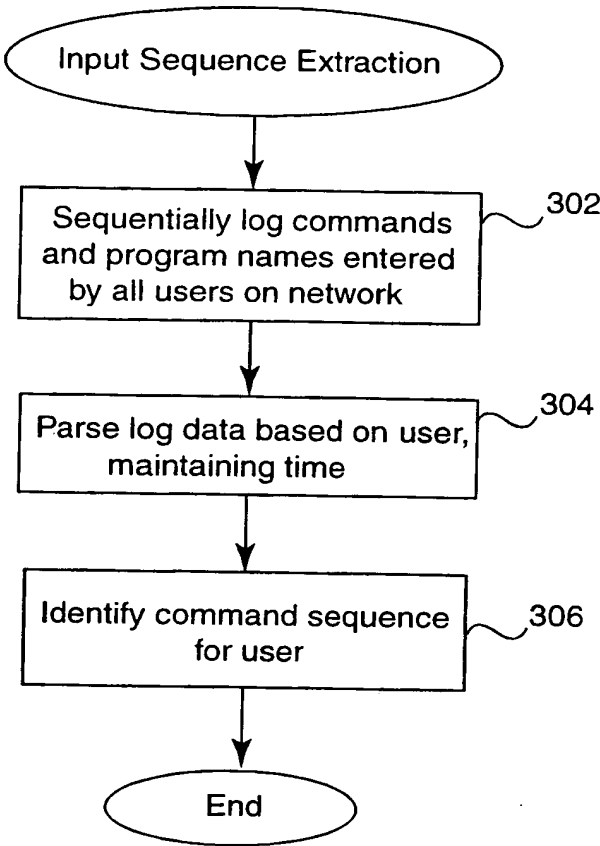 Input Sequence Extraction
Sequentially log commands
and program names entered
by all users on network
302
Parse log data based on user,
maintaining time
304
Identify command sequence
for user
306
End